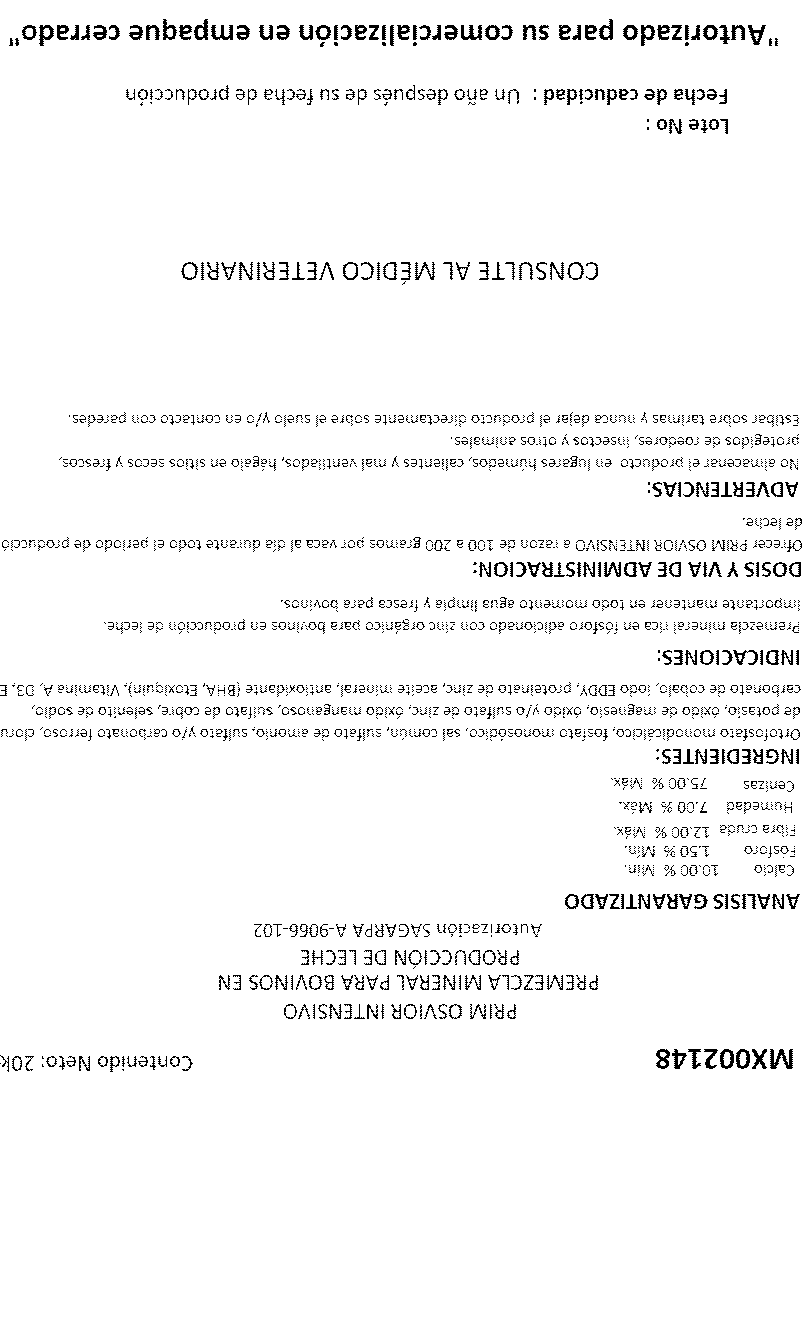 MX002148
Contenido Neto: 20k
PRIM OSVIOR INTENSIVO
PREMEZCLA MINERAL PARA BOVINOS EN
PRODUCCIÓN DE LECHE
Autorización SAGARPA A-9066-102
ANALISIS GARANTIZADO
Calcio 10.00 % Mín.
Fósforo 1.50 % Mín.
Fibra cruda 12.00 % Máx.
Humedad 7.00 % Máx.
Cenizas 75.00 % Máx.
INGREDIENTES:
Ortofosfato monodicálcico, fosfato monosódico, sal común, sulfato de amonio, sulfato y/o carbonato ferroso, cloru
de potasio, óxido de magnesio, óxido y/o sulfato de zinc, óxido manganoso, sulfato de cobre, selenito de sodio,
carbonato de cobalo, iodo EDDY, proteinato de zinc, aceite mineral, antioxidante (BHA, Etoxiquin), Vitamina A, D3, E
INDICACIONES:
Premezcla mineral rica en fósforo adicionado con zinc orgánico para bovinos en producción de leche.
Importante mantener en todo momento agua limpia y fresca para bovinos.
DOSIS Y VIA DE ADMINISTRACION:
Ofrecer PRIM OSVIOR INTENSIVO a razon de 100 a 200 gramos por vaca al día durante todo el periodo de producció
de leche.
ADVERTENCIAS:
No almacenar el producto en lugares húmedos, calientes y mal ventilados, hágalo en sitios secos y frescos,
protegidos de roedores, insectos y otros animales.
Estibar sobre tarimas y nunca dejar el producto directamente sobre el suelo y/o en contacto con paredes.
CONSULTE AL MÉDICO VETERINARIO
Lote No :
Fecha de caducidad : Un año después de su fecha de producción
"Autorizado para su comercialización en empaque cerrado"